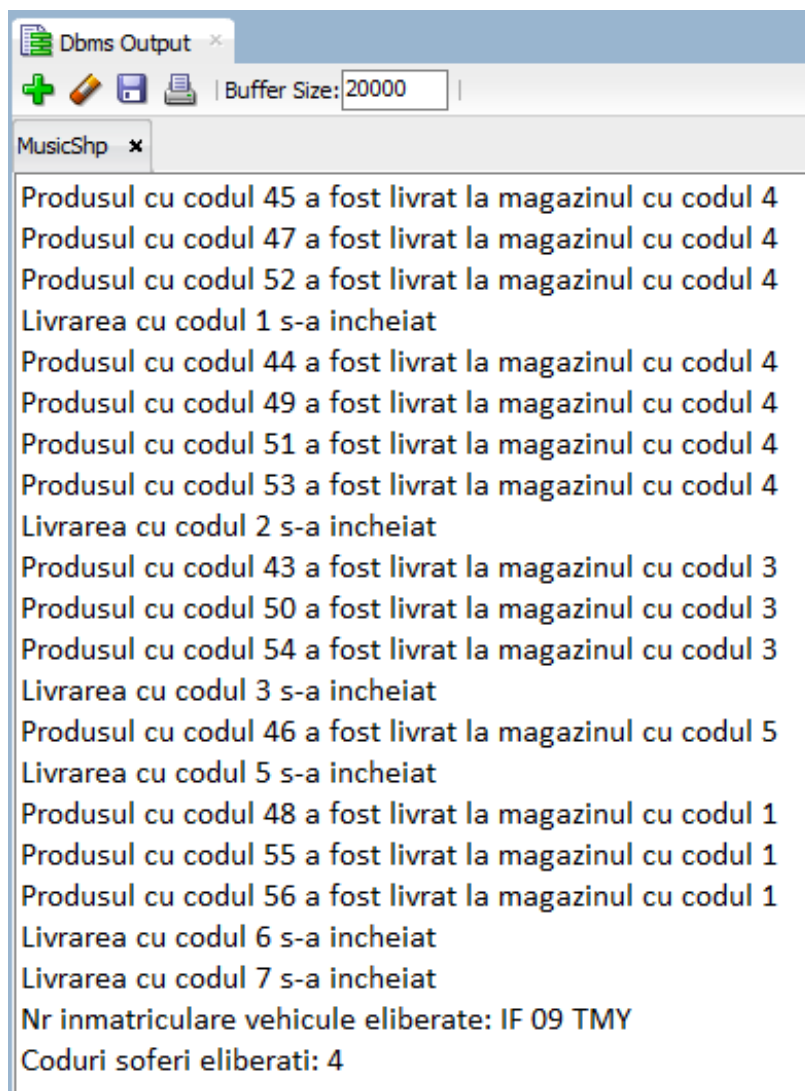 Dbms Output
Buffer Size: 20000
MusicShp
Produsul cu codul 45 a fost livrat la magazinul cu codul 4
Produsul cu codul 47 a fost livrat la magazinul cu codul 4
Produsul cu codul 52 a fost livrat la magazinul cu codul 4
Livrarea cu codul 1 s-a incheiat
Produsul cu codul 44 a fost livrat la magazinul cu codul 4
Produsul cu codul 49 a fost livrat la magazinul cu codul 4
Produsul cu codul 51 a fost livrat la magazinul cu codul 4
Produsul cu codul 53 a fost livrat la magazinul cu codul 4
Livrarea cu codul 2 s-a incheiat
Produsul cu codul 43 a fost livrat la magazinul cu codul 3
Produsul cu codul 50 a fost livrat la magazinul cu codul 3
Produsul cu codul 54 a fost livrat la magazinul cu codul 3
Livrarea cu codul 3 s-a incheiat
Produsul cu codul 46 a fost livrat la magazinul cu codul 5
Livrarea cu codul 5 s-a incheiat
Produsul cu codul 48 a fost livrat la magazinul cu codul 1
Produsul cu codul 55 a fost livrat la magazinul cu codul 1
Produsul cu codul 56 a fost livrat la magazinul cu codul 1
Livrarea cu codul 6 s-a incheiat
Livrarea cu codul 7 s-a incheiat
Nr inmatriculare vehicule eliberate: IF 09 TMY
Coduri soferi eliberati: 4